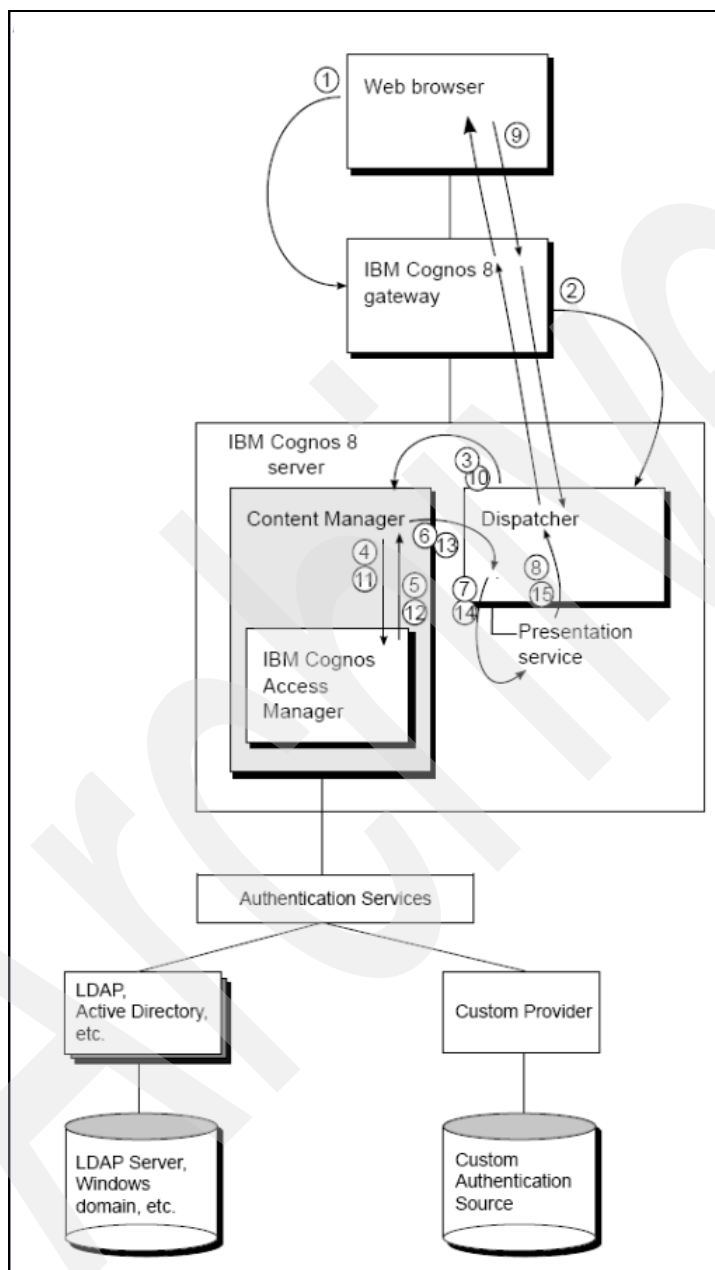 ①
Web browser
⑨
IBM Cognos 8
gateway
②
IBM Cognos 8
server
③
⑩
Content Manager
⑥
⑬
Dispatcher
④
⑪
⑤
⑫
⑦
⑭
⑧
⑮
Presentation
service
IBM Cognos
Access
Manager
Authentication Services
LDAP,
Active Directory,
etc.
Custom Provider
LDAP Server,
Windows
domain, etc.
Custom
Authentication
Source
Archive